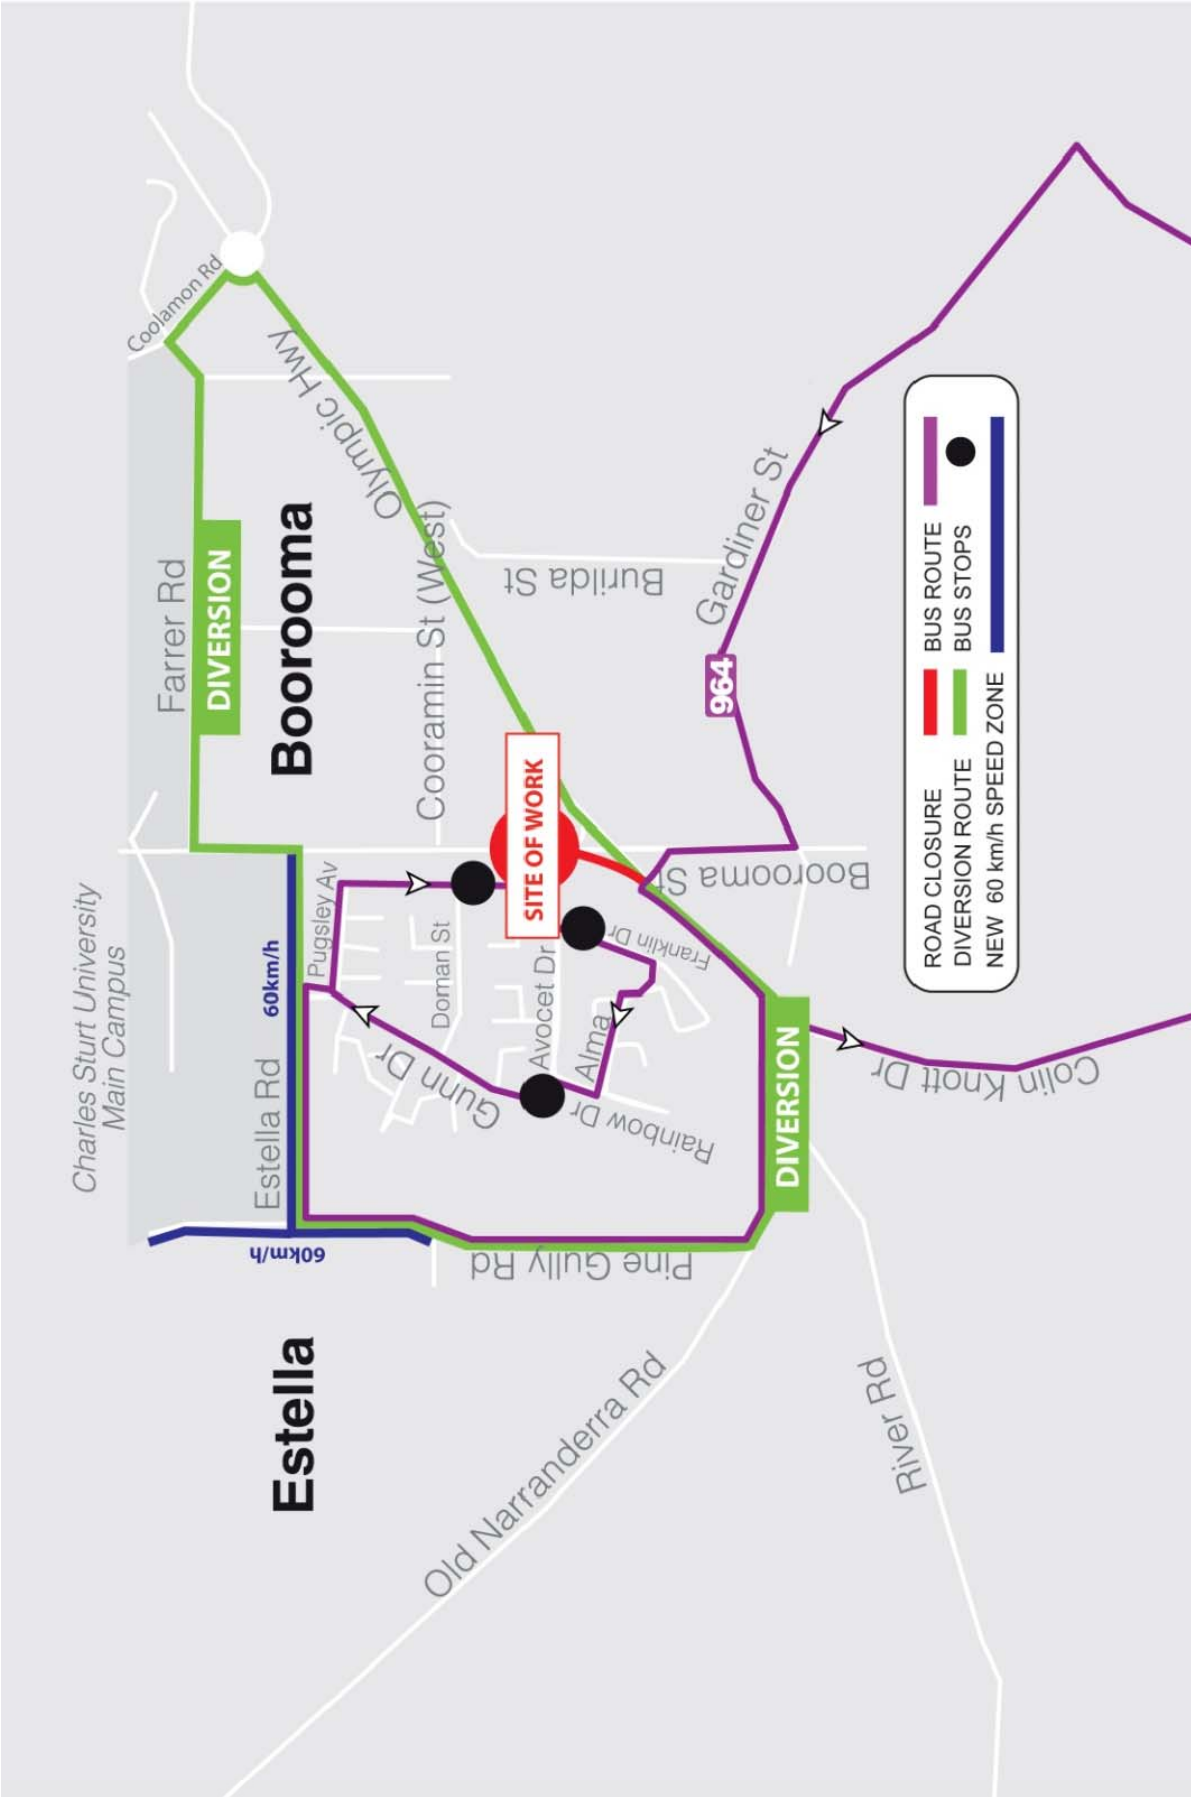 Charles Sturt University
Main Campus
Coolamon Rd
Farrer Rd
DIVERSION
Estella Rd
60km/h
60km/h
Estella
Boorooma
Olympic Hwy
Pugsley Av
Cooramin St (West)
Doman St
Gunn Dr
SITE OF WORK
Avocet Dr
Alma
Franklin Dr
Rainbow Dr
Burilda St
Pine Gully Rd
Old Narranderra Rd
Gardiner St
964
Boorooma St
DIVERSION
River Rd
Colin Knott Dr
ROAD CLOSURE
BUS ROUTE
DIVERSION ROUTE
BUS STOPS
NEW 60 km/h SPEED ZONE